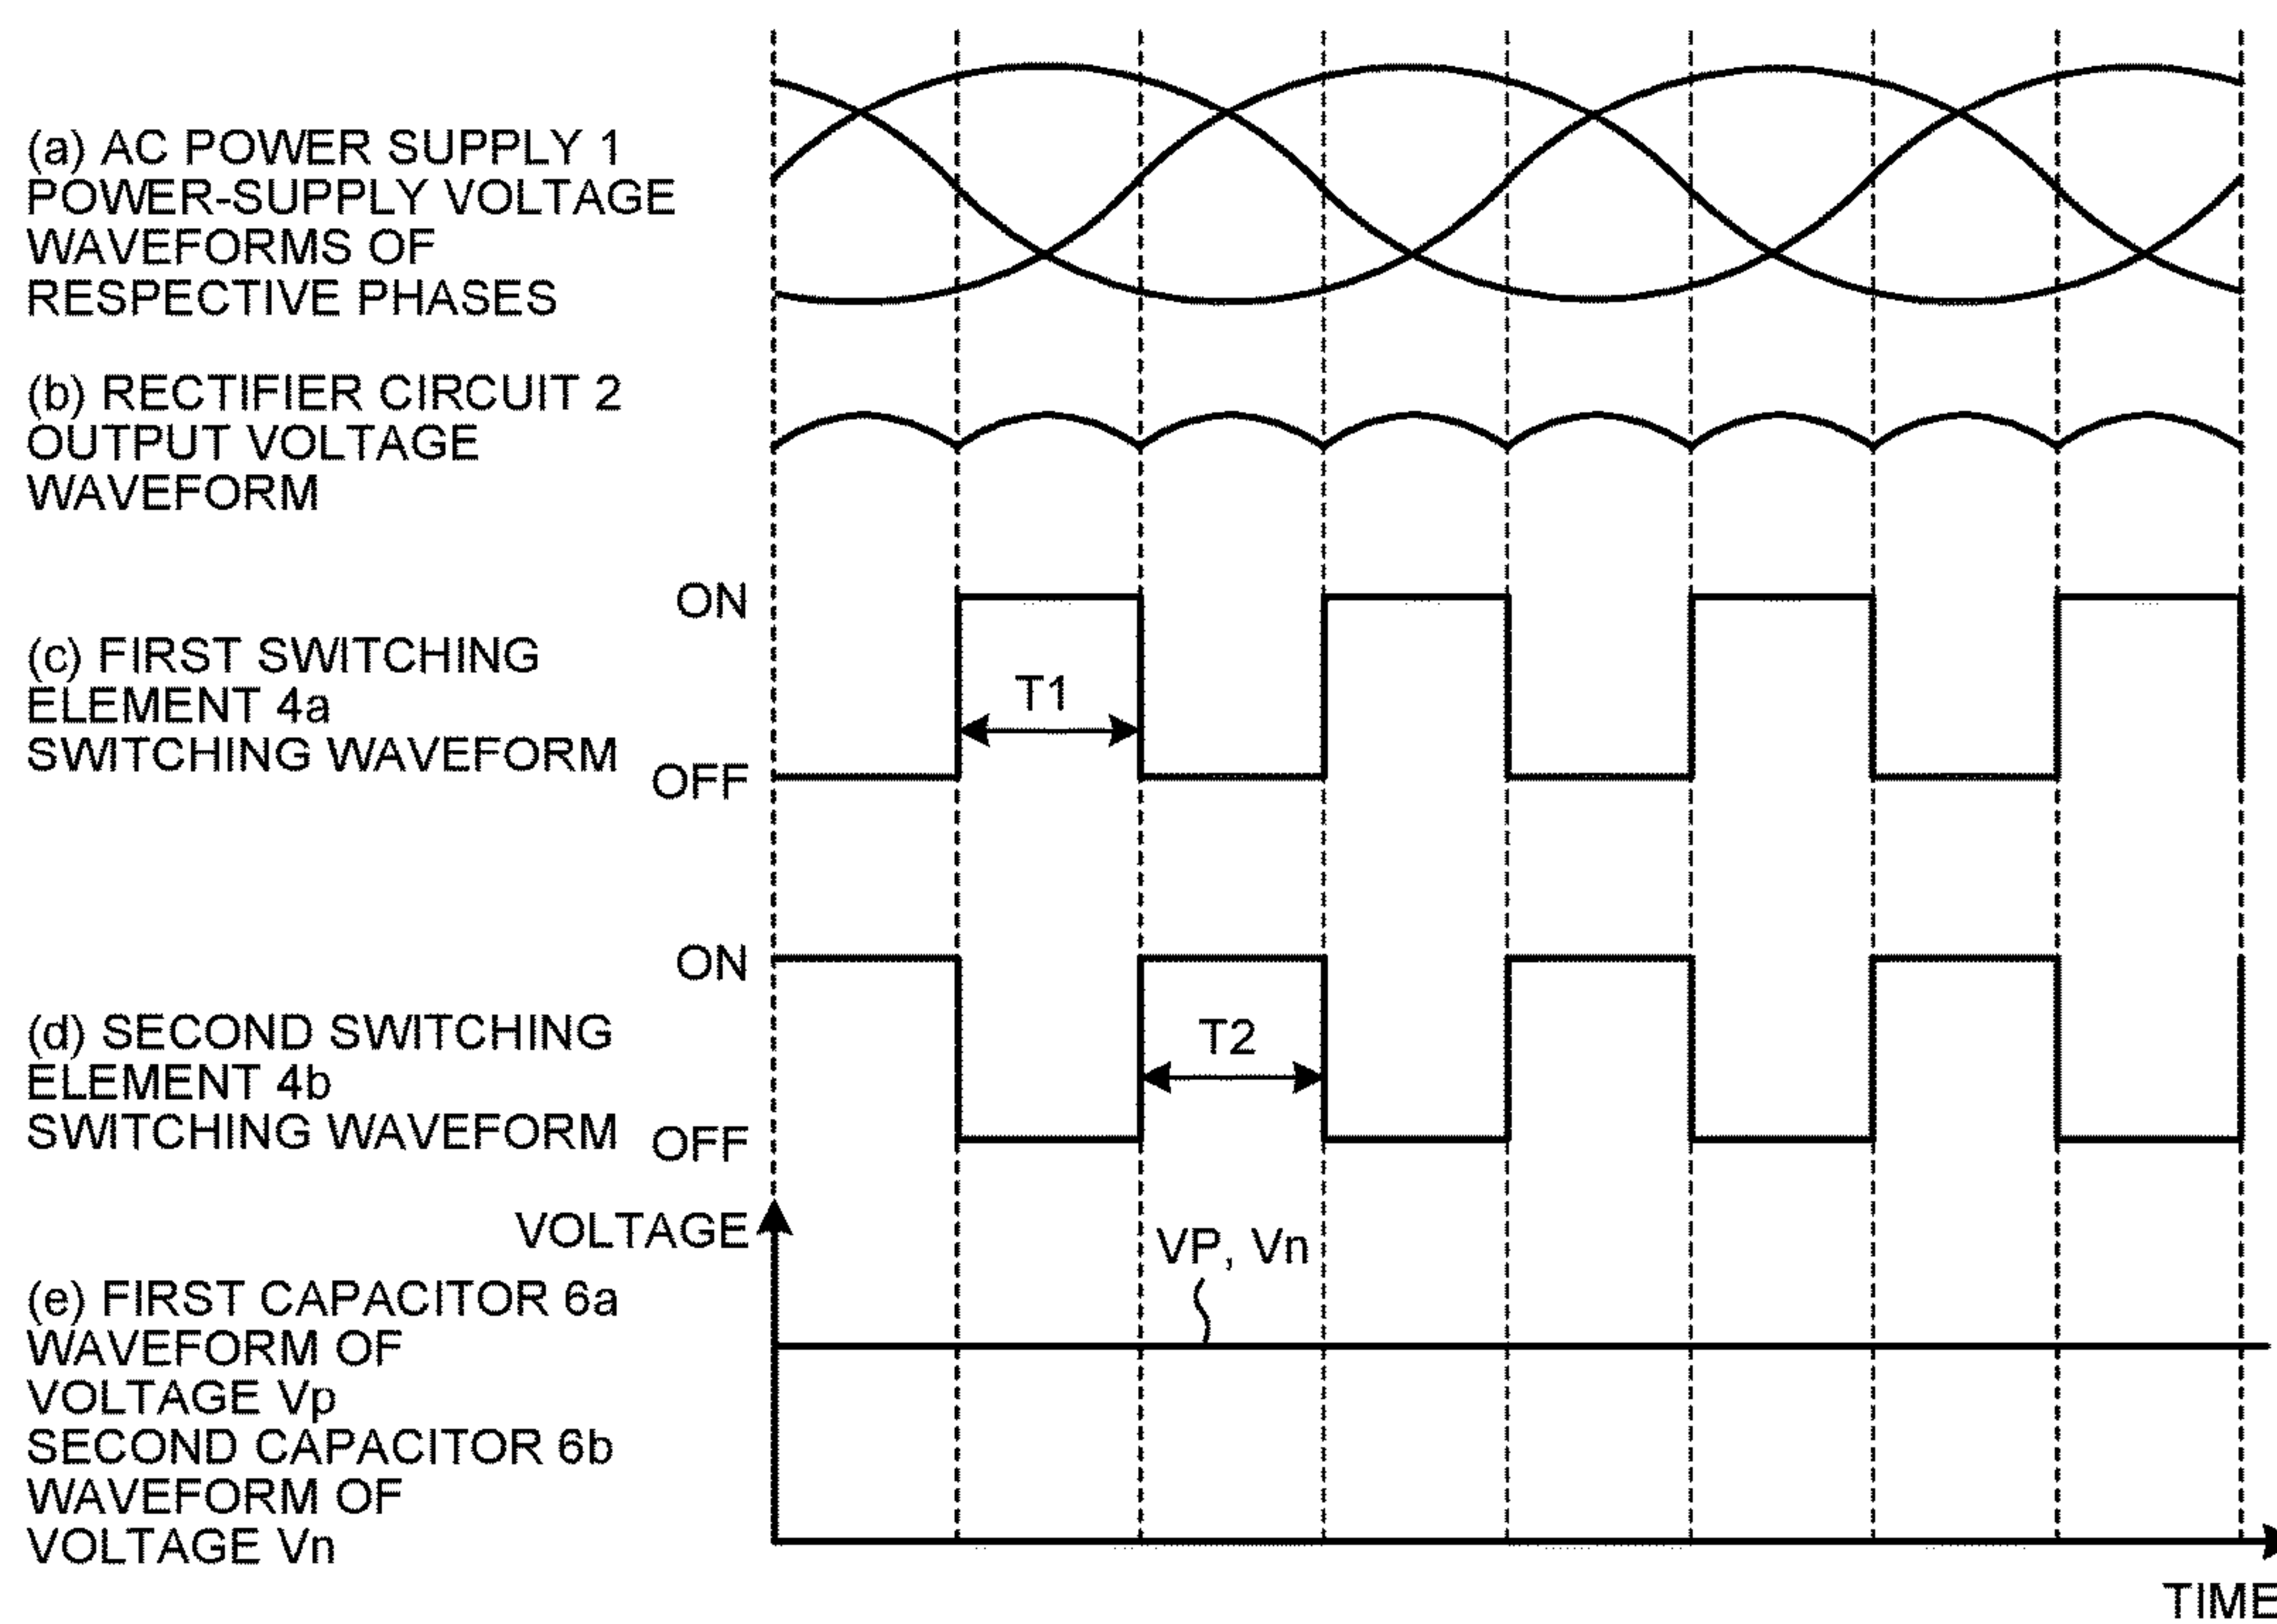 (a) AC POWER SUPPLY 1
POWER-SUPPLY VOLTAGE
WAVEFORMS OF
RESPECTIVE PHASES
(b) RECTIFIER CIRCUIT 2
OUTPUT VOLTAGE
WAVEFORM
ON
(c) FIRST SWITCHING
ELEMENT 4a
SWITCHING WAVEFORM
T1
OFF
ON
(d) SECOND SWITCHING
ELEMENT 4b
SWITCHING WAVEFORM
T2
OFF
VOLTAGE
VP, Vn
(e) FIRST CAPACITOR 6a
WAVEFORM OF
VOLTAGE Vp
SECOND CAPACITOR 6b
WAVEFORM OF
VOLTAGE Vn
TIME